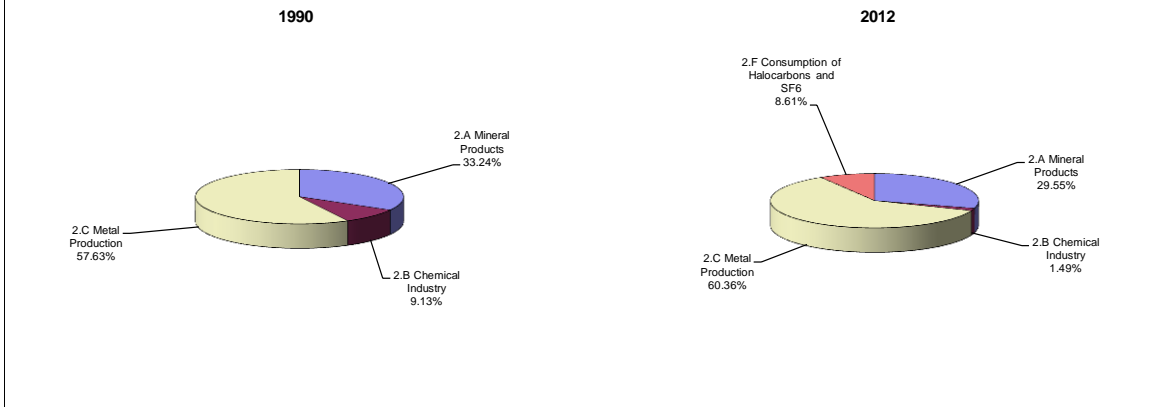 1990
2.A Mineral
Products
33.24%
2.C Metal
Production
57.63%
2.B Chemical
Industry
9.13%
2012
2.F Consumption of
Halocarbons and
SF6
8.61%
2.A Mineral
Products
29.55%
2.B Chemical
Industry
1.49%
2.C Metal
Production
60.36%